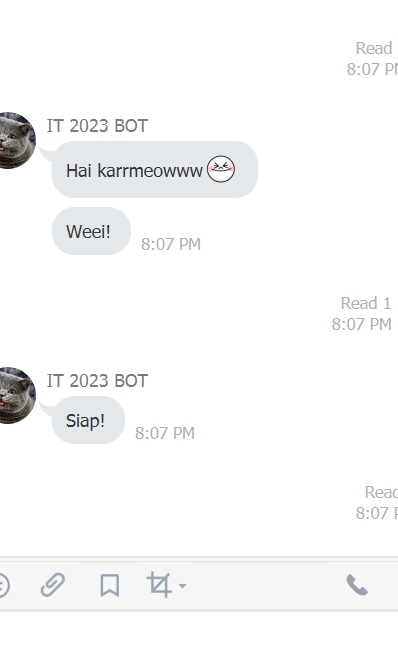 Read
8:07 PM
IT 2023 BOT
Hai karrmeowww
Weei!
8:07 PM
Read 1
8:07 PM
IT 2023 BOT
Siap!
8:07 PM
Read
8:07 P